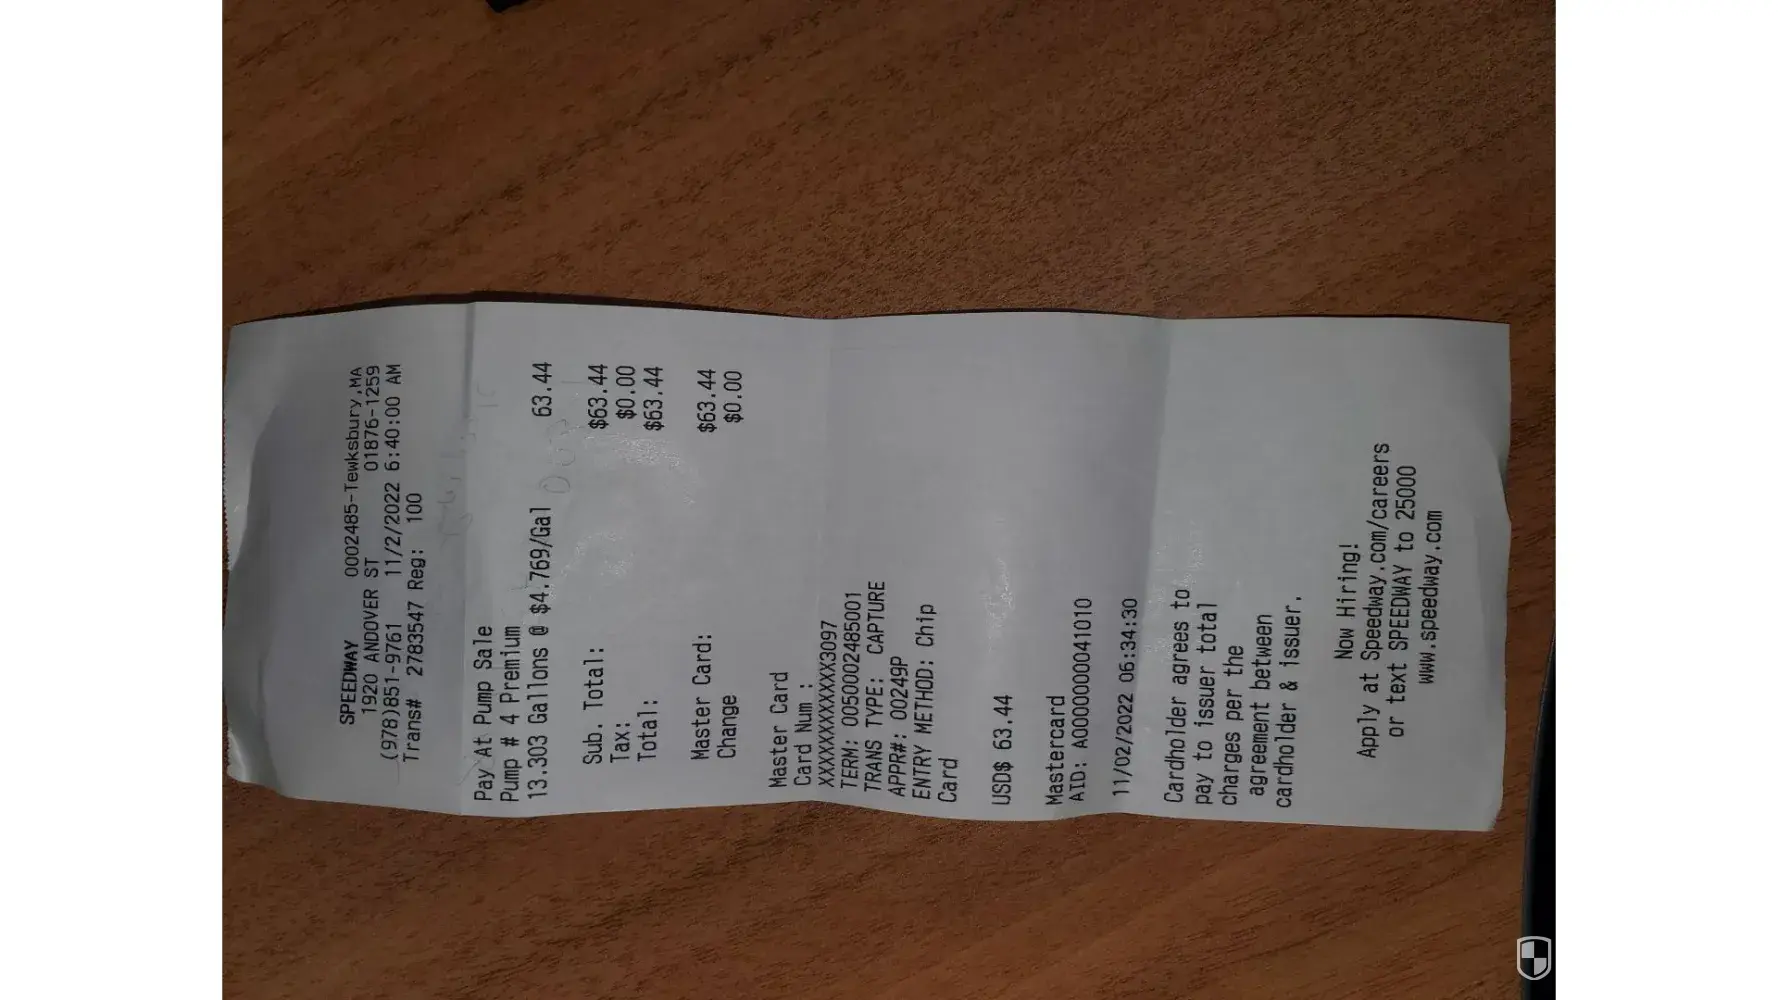 SPEEDWAY 0002485-Tewksbury,MA
1920 ANDOVER ST 01876-1259
(978)851-9761 11/2/2022 6:40:00 AM
Trans# 2783547 Reg: 100
Pay At Pump Sale
Pump # 4 Premium
13.303 Gallons @ $4.769/Gal 63.44
Sub. Total: $63.44
Tax: $0.00
Total: $63.44
Master Card: $63.44
Change $0.00
Master Card
Card Num :
XXXXXXXXXXXX3097
TERM: 0050002485001
TRANS TYPE: CAPTURE
APPR#: 00249P
ENTRY METHOD: Chip
Card
USD$ 63.44
Mastercard
AID: A0000000041010
11/02/2022 06:34:30
Cardholder agrees to
pay to issuer total
charges per the
agreement between
cardholder & issuer.
Now Hiring!
Apply at Speedway.com/careers
or text SPEEDWAY to 25000
www.speedway.com